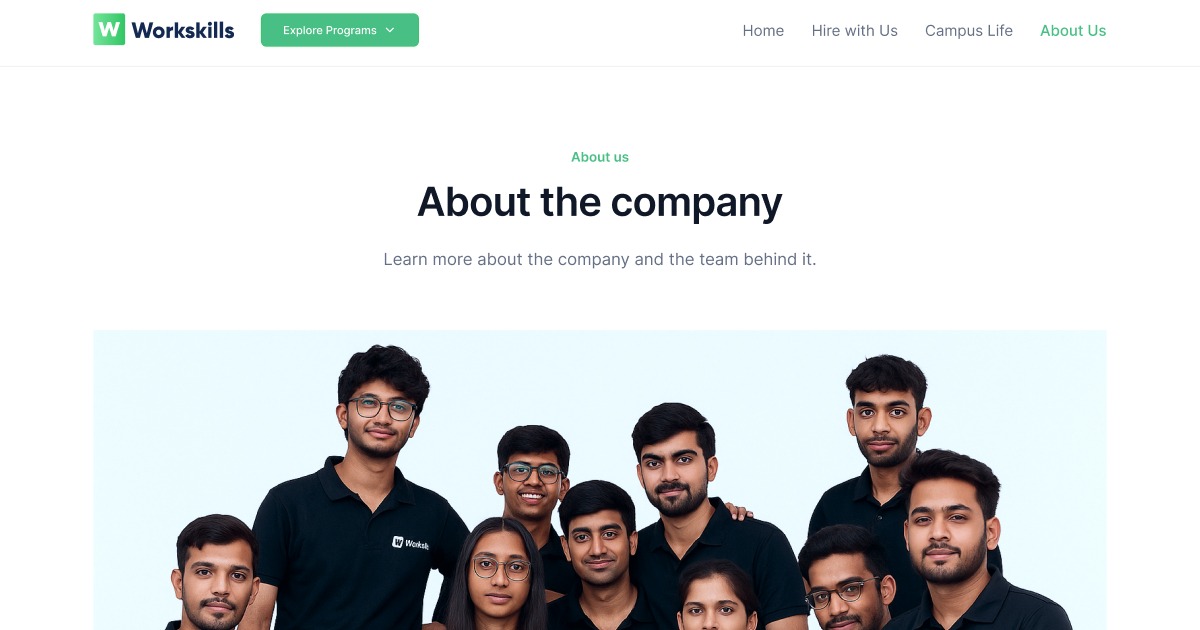 W Workskills
Explore Programs
Home
Hire with Us
Campus Life
About Us
About us
About the company
Learn more about the company and the team behind it.
W Workskills